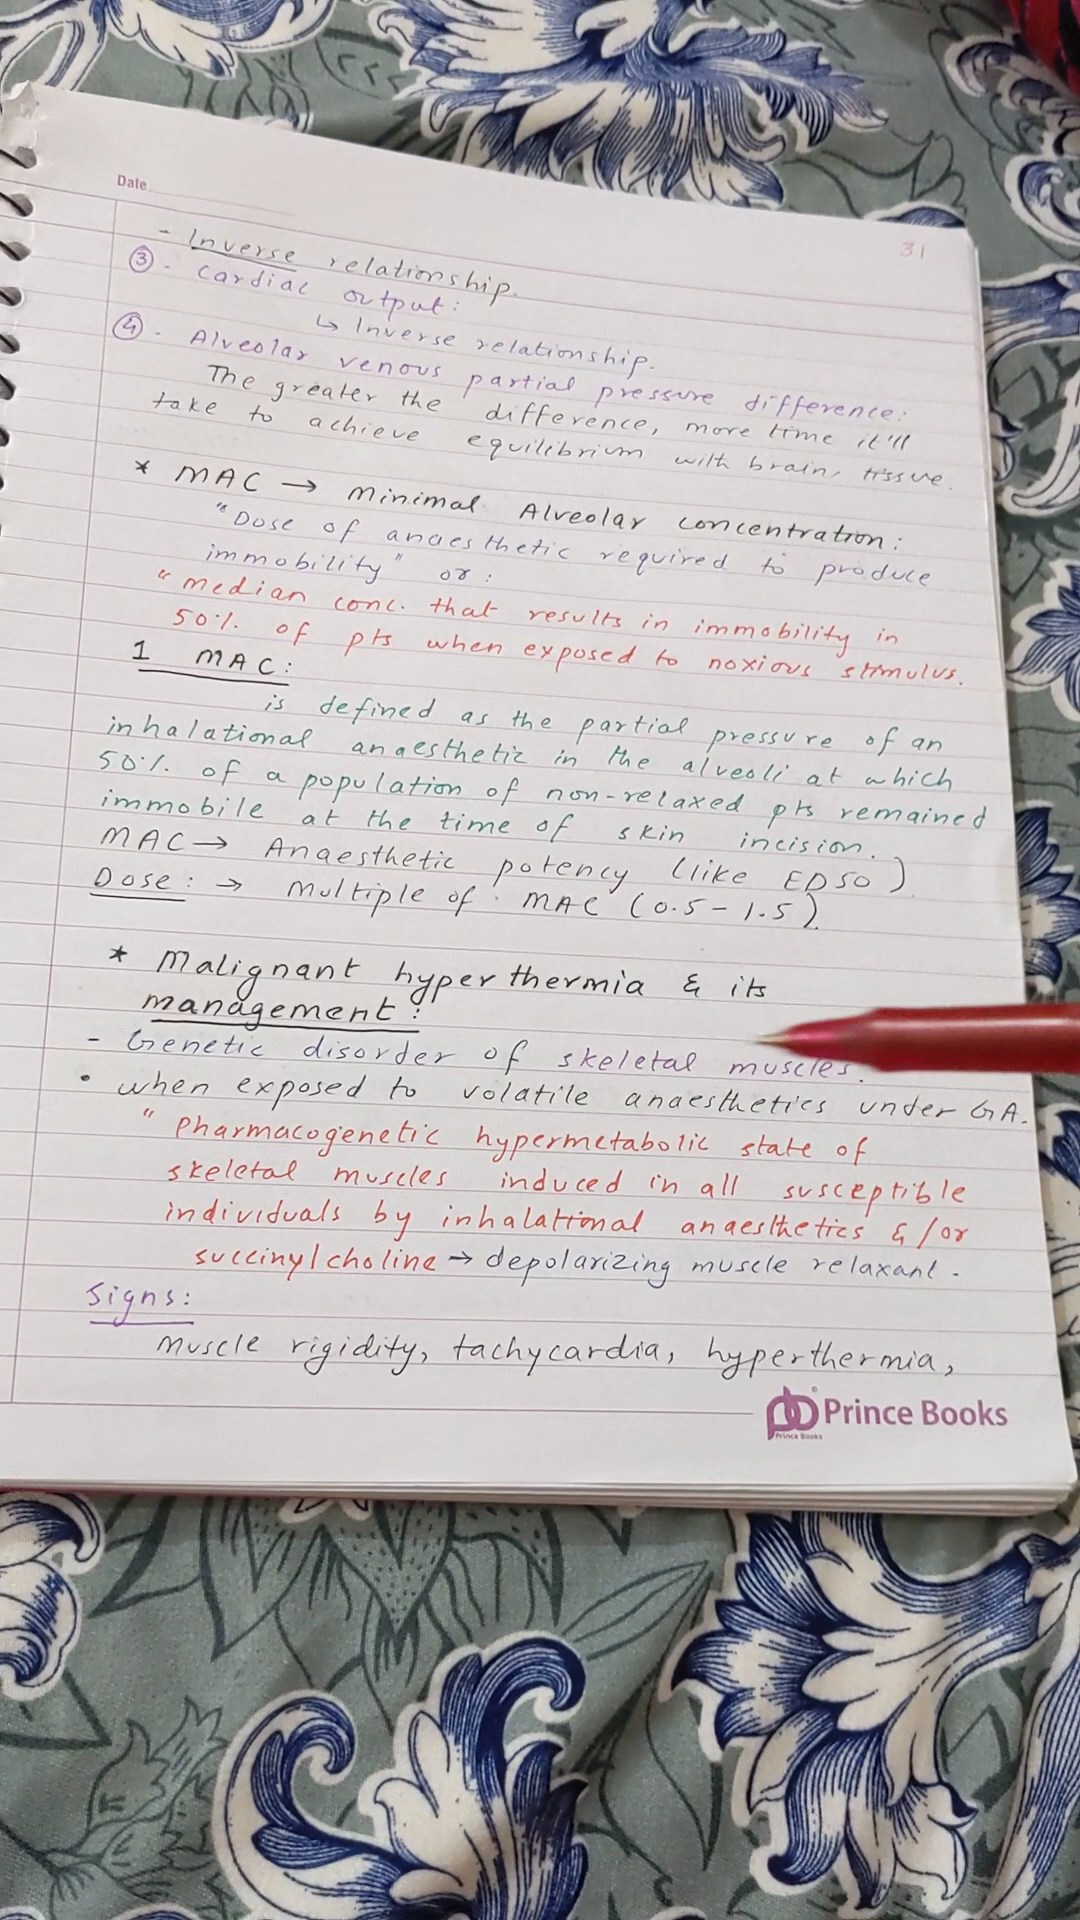 Date
31
- Inverse relationship.
③ - Cardiac output:
↳ Inverse relationship.
④ - Alveolar venous partial pressure difference:
The greater the difference, more time it'll
take to achieve equilibrium with brain, tissue.
* MAC → Minimal Alveolar concentration:
"Dose of anaesthetic required to produce
immobility" or:
"median conc. that results in immobility in
50%. of pts when exposed to noxious stimulus.
1 MAC:
is defined as the partial pressure of an
inhalational anaesthetic in the alveoli at which
50%. of a population of non-relaxed pts remained
immobile at the time of skin incision.
MAC → Anaesthetic potency (like ED50)
Dose: → Multiple of MAC (0.5-1.5)
* Malignant hyperthermia & its
management:
- Genetic disorder of skeletal muscles.
• when exposed to volatile anaesthetics under GA.
"Pharmacogenetic hypermetabolic state of
skeletal muscles induced in all susceptible
individuals by inhalational anaesthetics &/or
succinylcholine → depolarizing muscle relaxant.
Signs:
Muscle rigidity, tachycardia, hyperthermia,
Prince Books
Prince Books